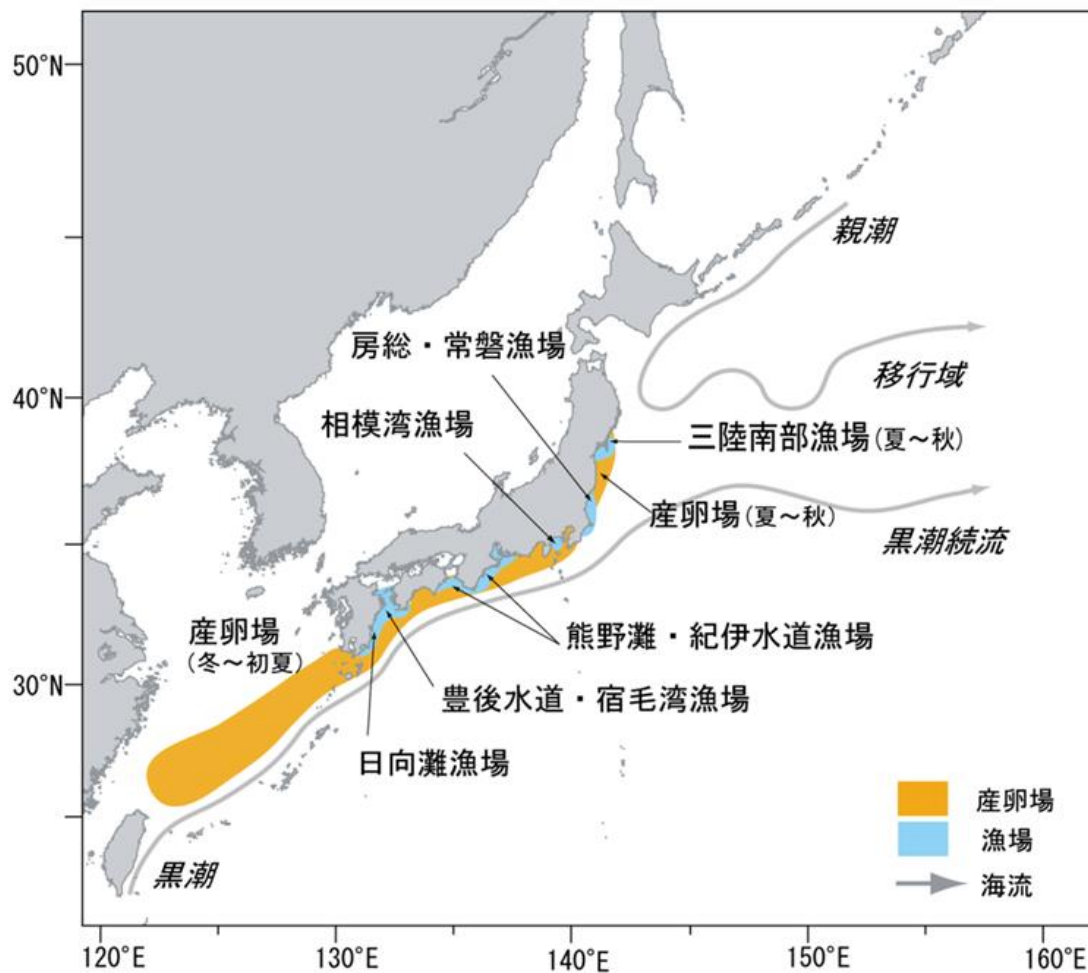 50°N
親潮
房総・常磐漁場
移行域
40°N
相模湾漁場
三陸南部漁場(夏～秋)
産卵場(夏～秋)
黒潮続流
産卵場
(冬～初夏)
熊野灘・紀伊水道漁場
30°N
豊後水道・宿毛湾漁場
日向灘漁場
産卵場
漁場
黒潮
海流
120°E
130°E
140°E
150°E
160°E